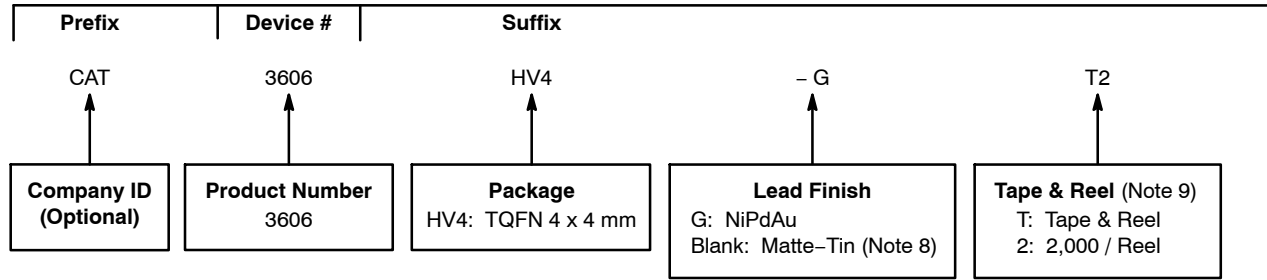 Prefix Device # Suffix
CAT 3606 HV4 – G T2
Company ID
(Optional)
Product Number
3606
Package
HV4: TQFN 4 x 4 mm
Lead Finish
G: NiPdAu
Blank: Matte–Tin (Note 8)
Tape & Reel (Note 9)
T: Tape & Reel
2: 2,000 / Reel